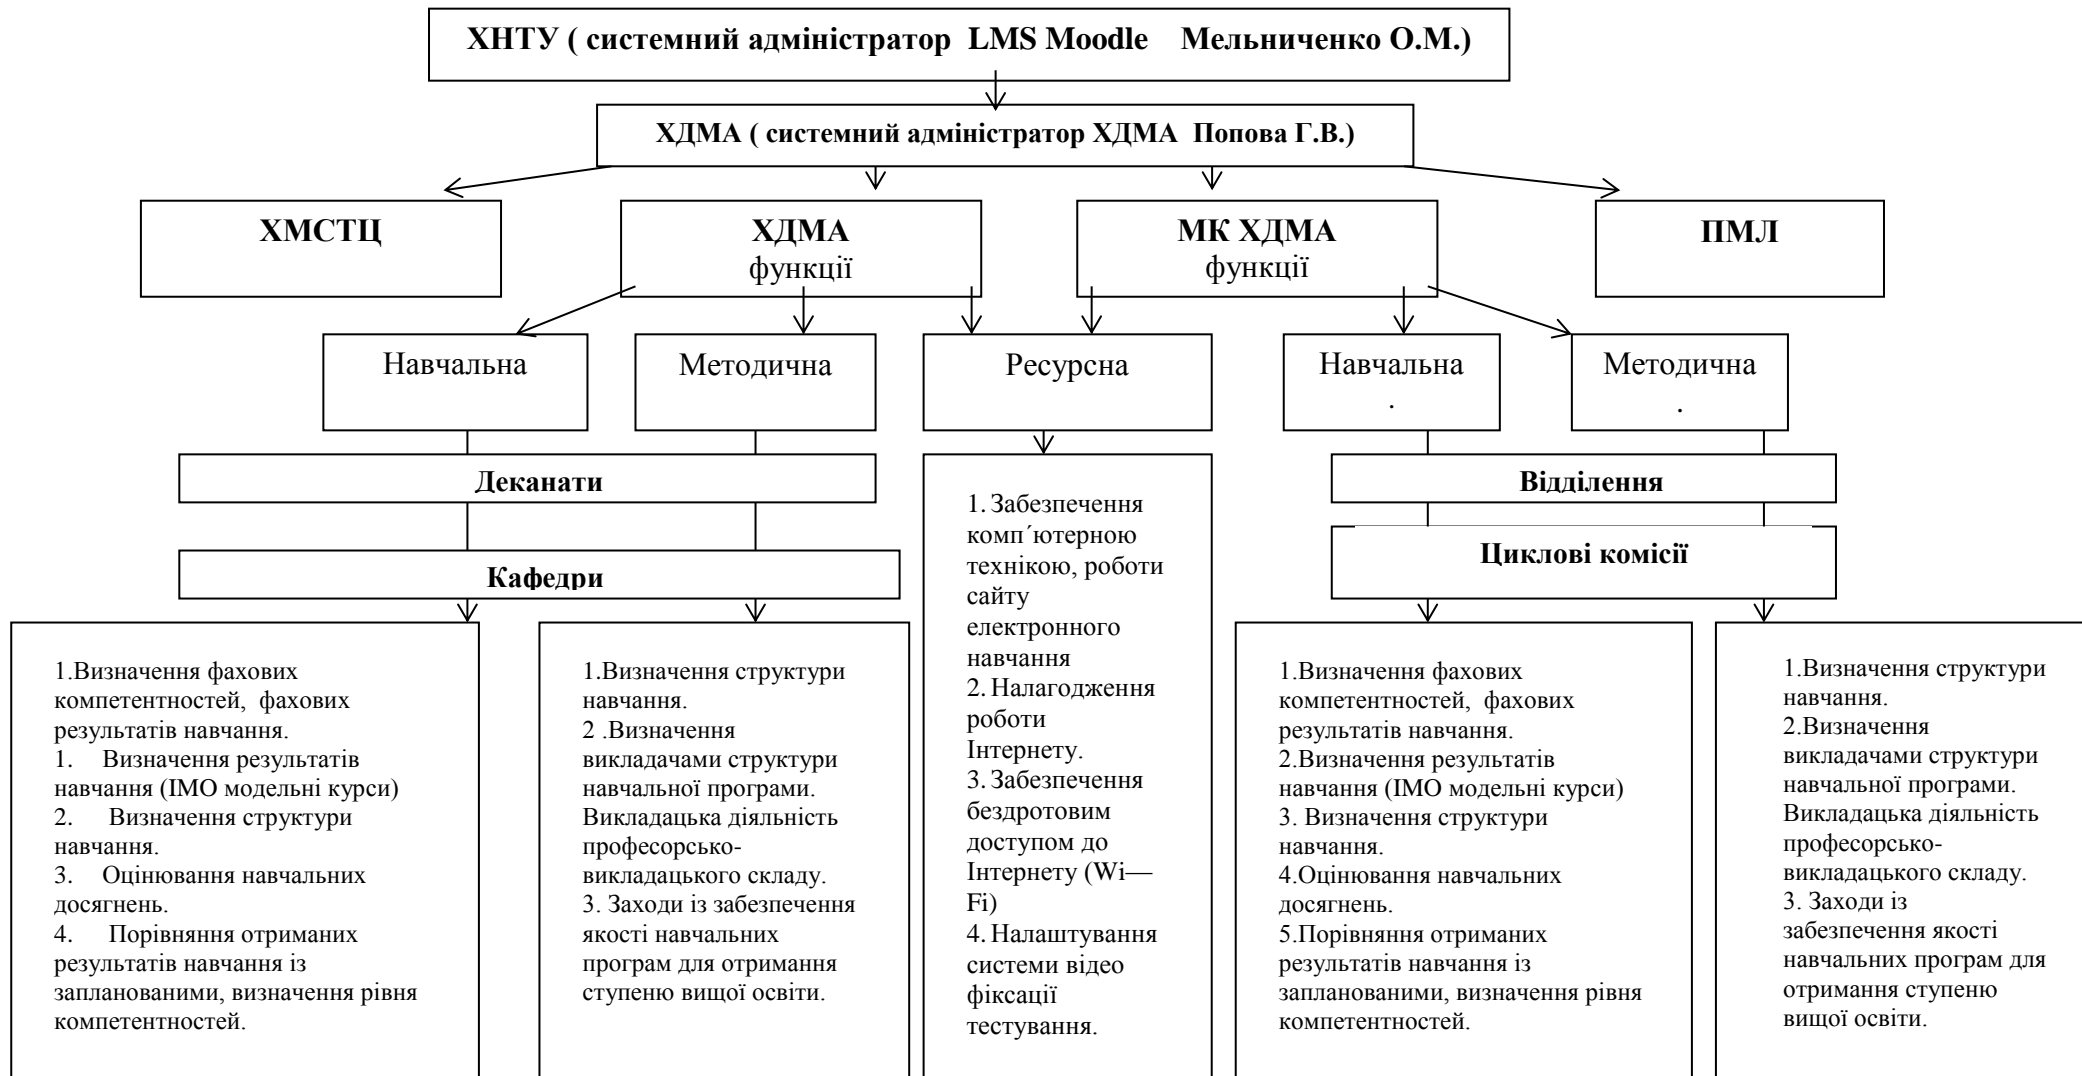 ХНТУ ( системний адміністратор LMS Moodle Мельниченко О.М.)
ХДМА ( системний адміністратор ХДМА Попова Г.В.)
ХМСТЦ
ХДМА
функції
МК ХДМА
функції
ПМЛ
Навчальна
Методична
Ресурсна
Навчальна
.
Методична
.
Деканати
Кафедри
Відділення
Циклові комісії
1.Визначення фахових
компетентностей, фахових
результатів навчання.
1. Визначення результатів
навчання (ІМО модельні курси)
2. Визначення структури
навчання.
3. Оцінювання навчальних
досягнень.
4. Порівняння отриманих
результатів навчання із
запланованими, визначення рівня
компетентностей.
1.Визначення структури
навчання.
2 .Визначення
викладачами структури
навчальної програми.
Викладацька діяльність
професорсько-
викладацького складу.
3. Заходи із забезпечення
якості навчальних
програм для отримання
ступеню вищої освіти.
1. Забезпечення
комп´ютерною
технікою, роботи
сайту
електронного
навчання
2. Налагодження
роботи
Інтернету.
3. Забезпечення
бездротовим
доступом до
Інтернету (Wi—
Fi)
4. Налаштування
системи відео
фіксації
тестування.
1.Визначення фахових
компетентностей, фахових
результатів навчання.
2.Визначення результатів
навчання (ІМО модельні курси)
3. Визначення структури
навчання.
4.Оцінювання навчальних
досягнень.
5.Порівняння отриманих
результатів навчання із
запланованими, визначення рівня
компетентностей.
1.Визначення структури
навчання.
2.Визначення
викладачами структури
навчальної програми.
Викладацька діяльність
професорсько-
викладацького складу.
3. Заходи із
забезпечення якості
навчальних програм для
отримання ступеню
вищої освіти.